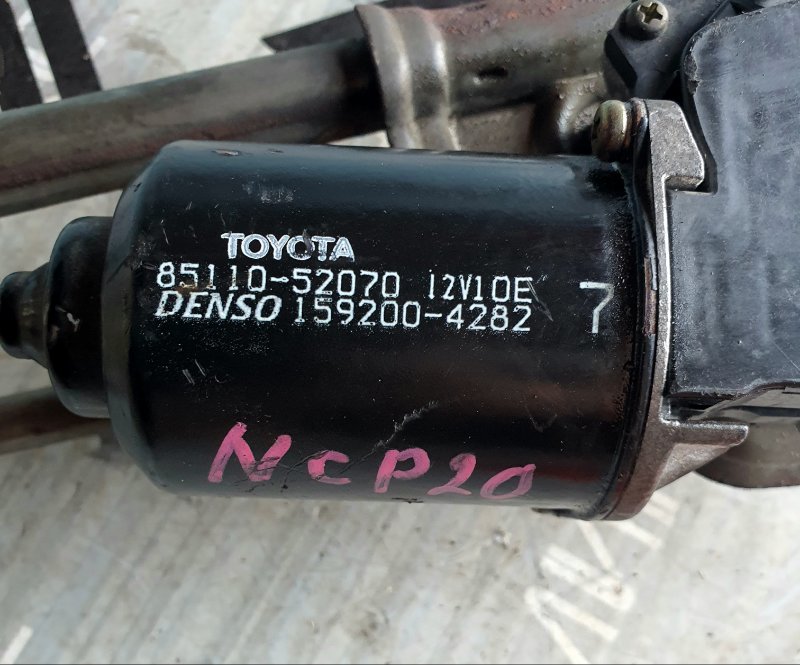 TOYOTA
85110-52070 12V10E
DENSO 159200-4282 7
NCP20